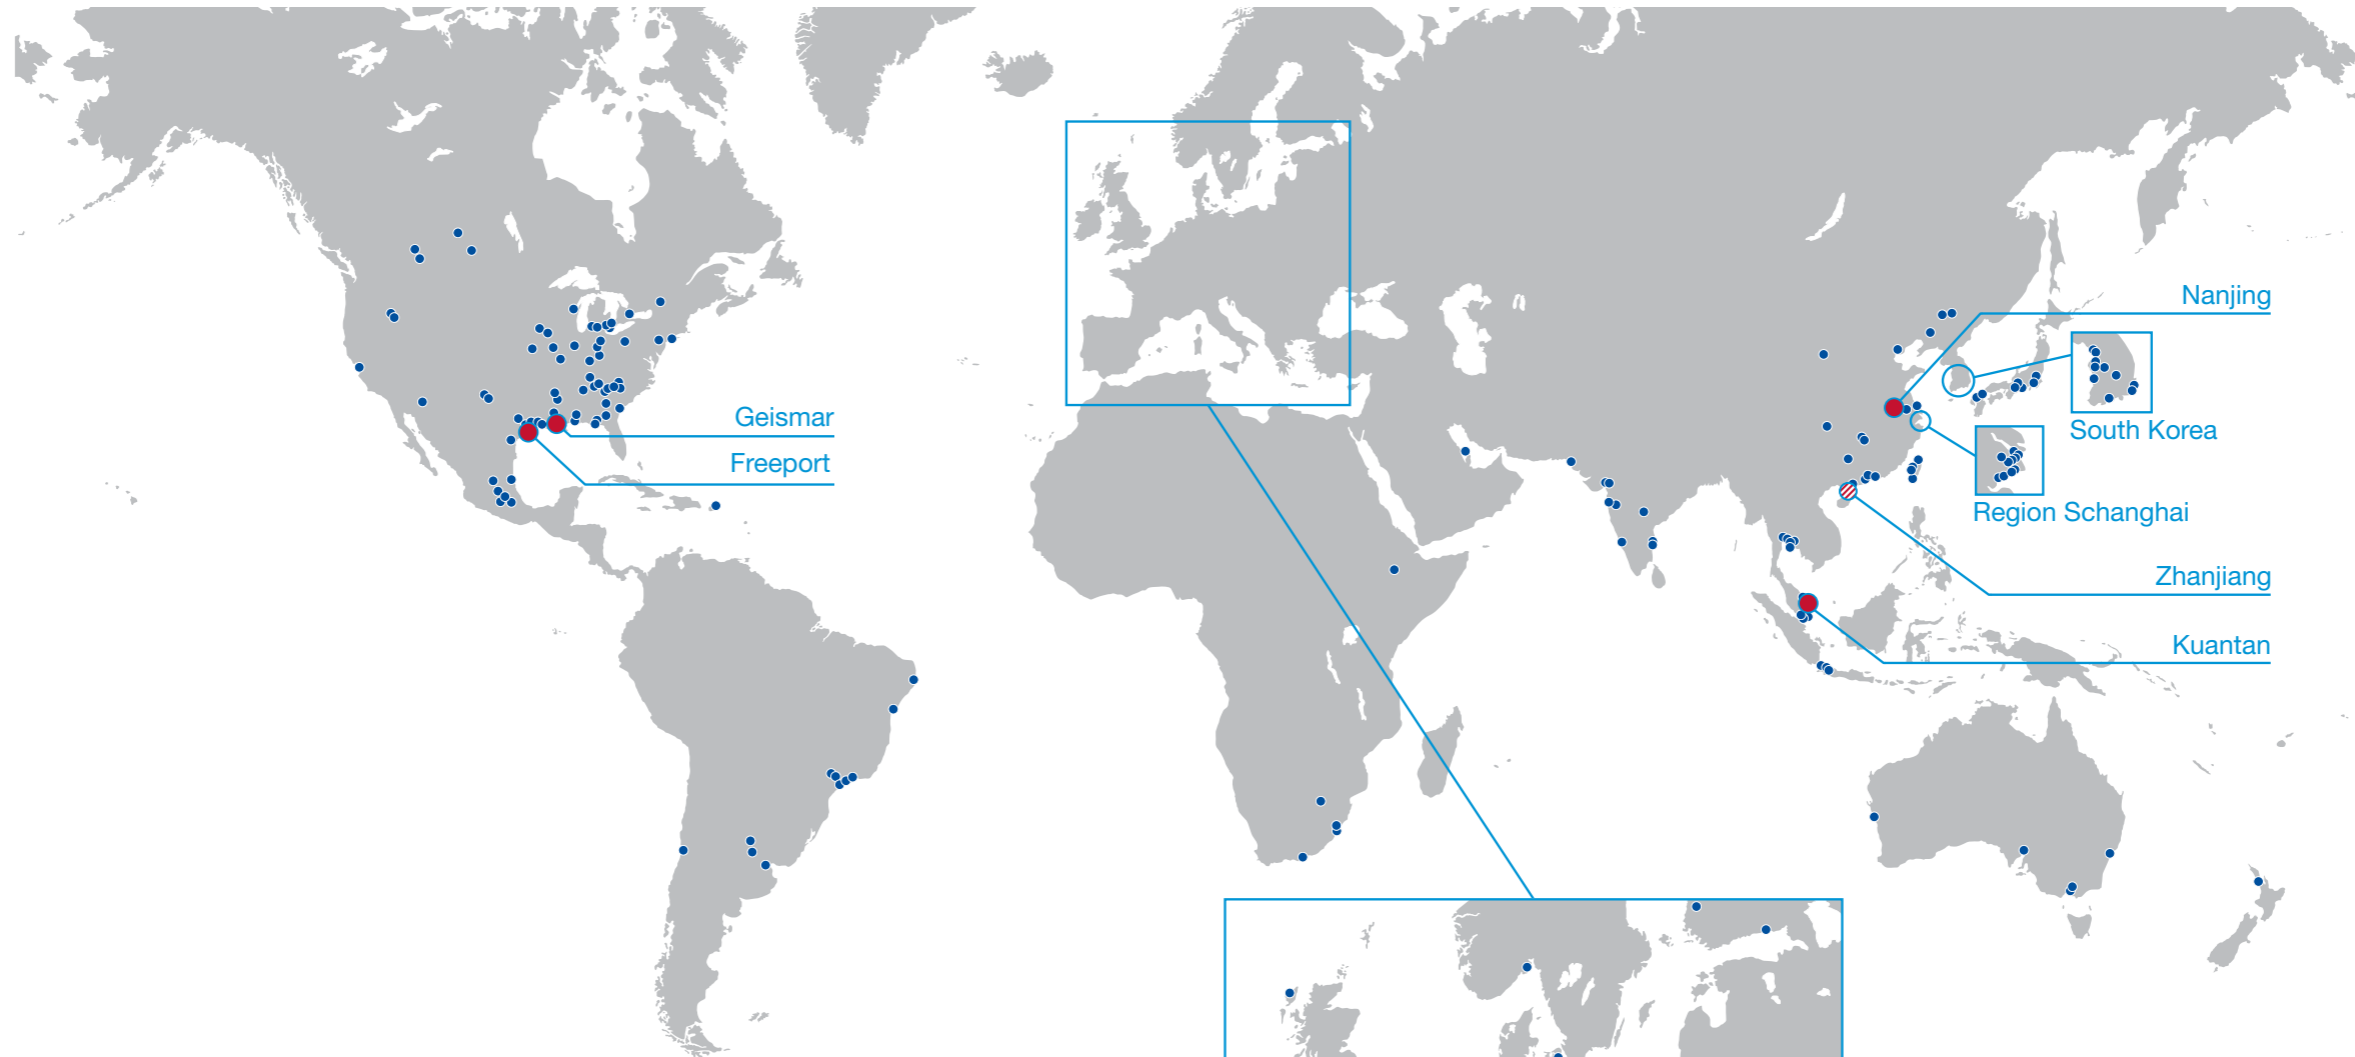 Nanjing
Geismar
South Korea
Freeport
Region Schanghai
Zhanjiang
Kuantan